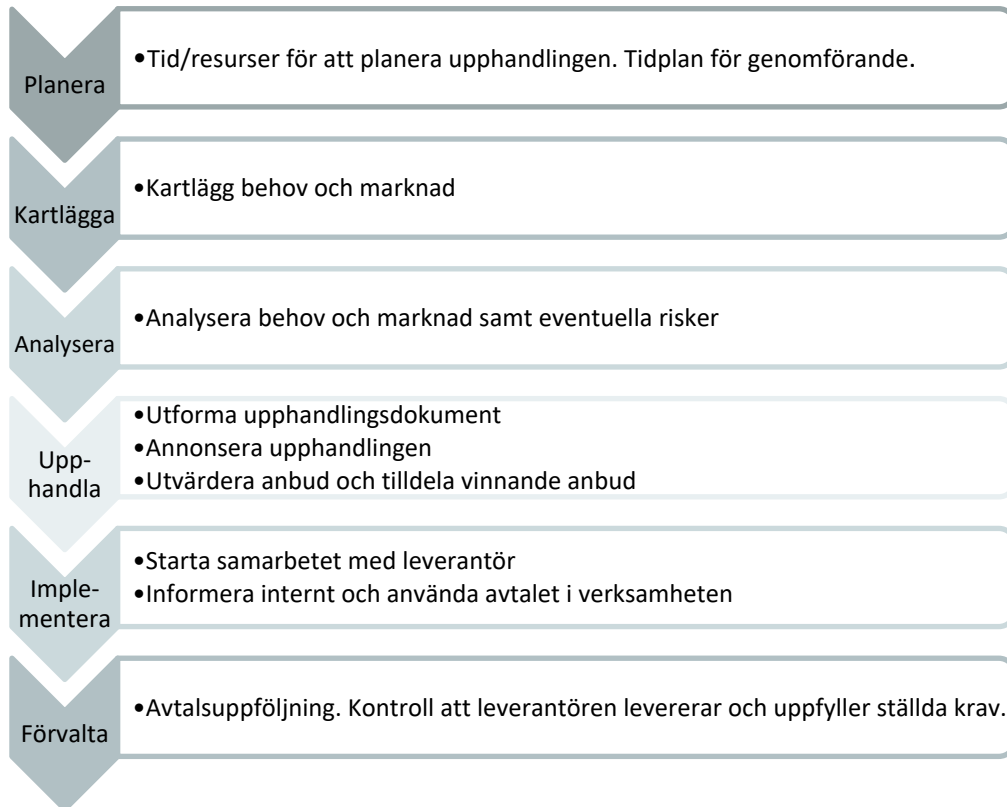 Planera
•Tid/resurser för att planera upphandlingen. Tidplan för genomförande.
Kartlägga
•Kartlägg behov och marknad
Analysera
•Analysera behov och marknad samt eventuella risker
Upp-
handla
•Utforma upphandlingsdokument
•Annonsera upphandlingen
•Utvärdera anbud och tilldela vinnande anbud
Imple-
mentera
•Starta samarbetet med leverantör
•Informera internt och använda avtalet i verksamheten
Förvalta
•Avtalsuppföljning. Kontroll att leverantören levererar och uppfyller ställda krav.